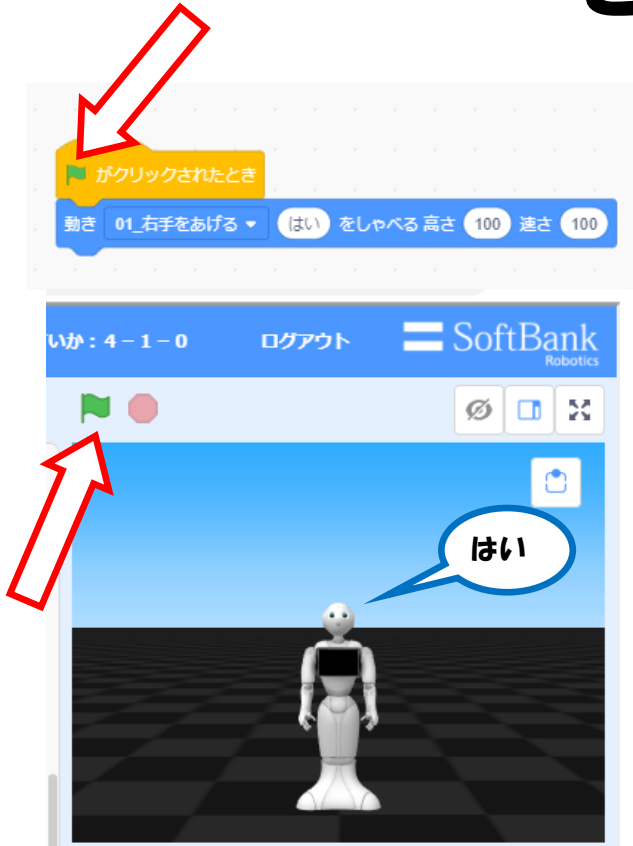 がクリックされたとき
動き 01_右手をあげる はい をしゃべる 高さ 100 速さ 100
いか：4－1－0 ログアウト SoftBank
Robotics
はい